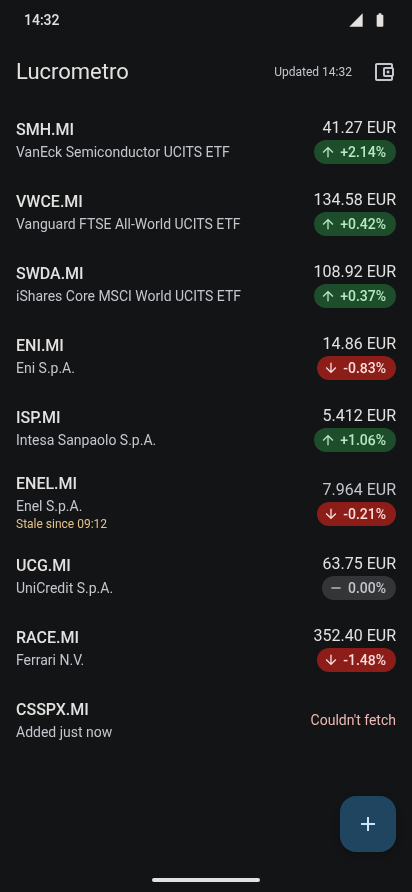 14:32
Lucrometro
Updated 14:32
SMH.MI
41.27 EUR
VanEck Semiconductor UCITS ETF
+2.14%
VWCE.MI
134.58 EUR
Vanguard FTSE All-World UCITS ETF
+0.42%
SWDA.MI
108.92 EUR
iShares Core MSCI World UCITS ETF
+0.37%
ENI.MI
14.86 EUR
Eni S.p.A.
-0.83%
ISP.MI
5.412 EUR
Intesa Sanpaolo S.p.A.
+1.06%
ENEL.MI
7.964 EUR
Enel S.p.A.
-0.21%
Stale since 09:12
UCG.MI
63.75 EUR
UniCredit S.p.A.
0.00%
RACE.MI
352.40 EUR
Ferrari N.V.
-1.48%
CSSPX.MI
Couldn't fetch
Added just now